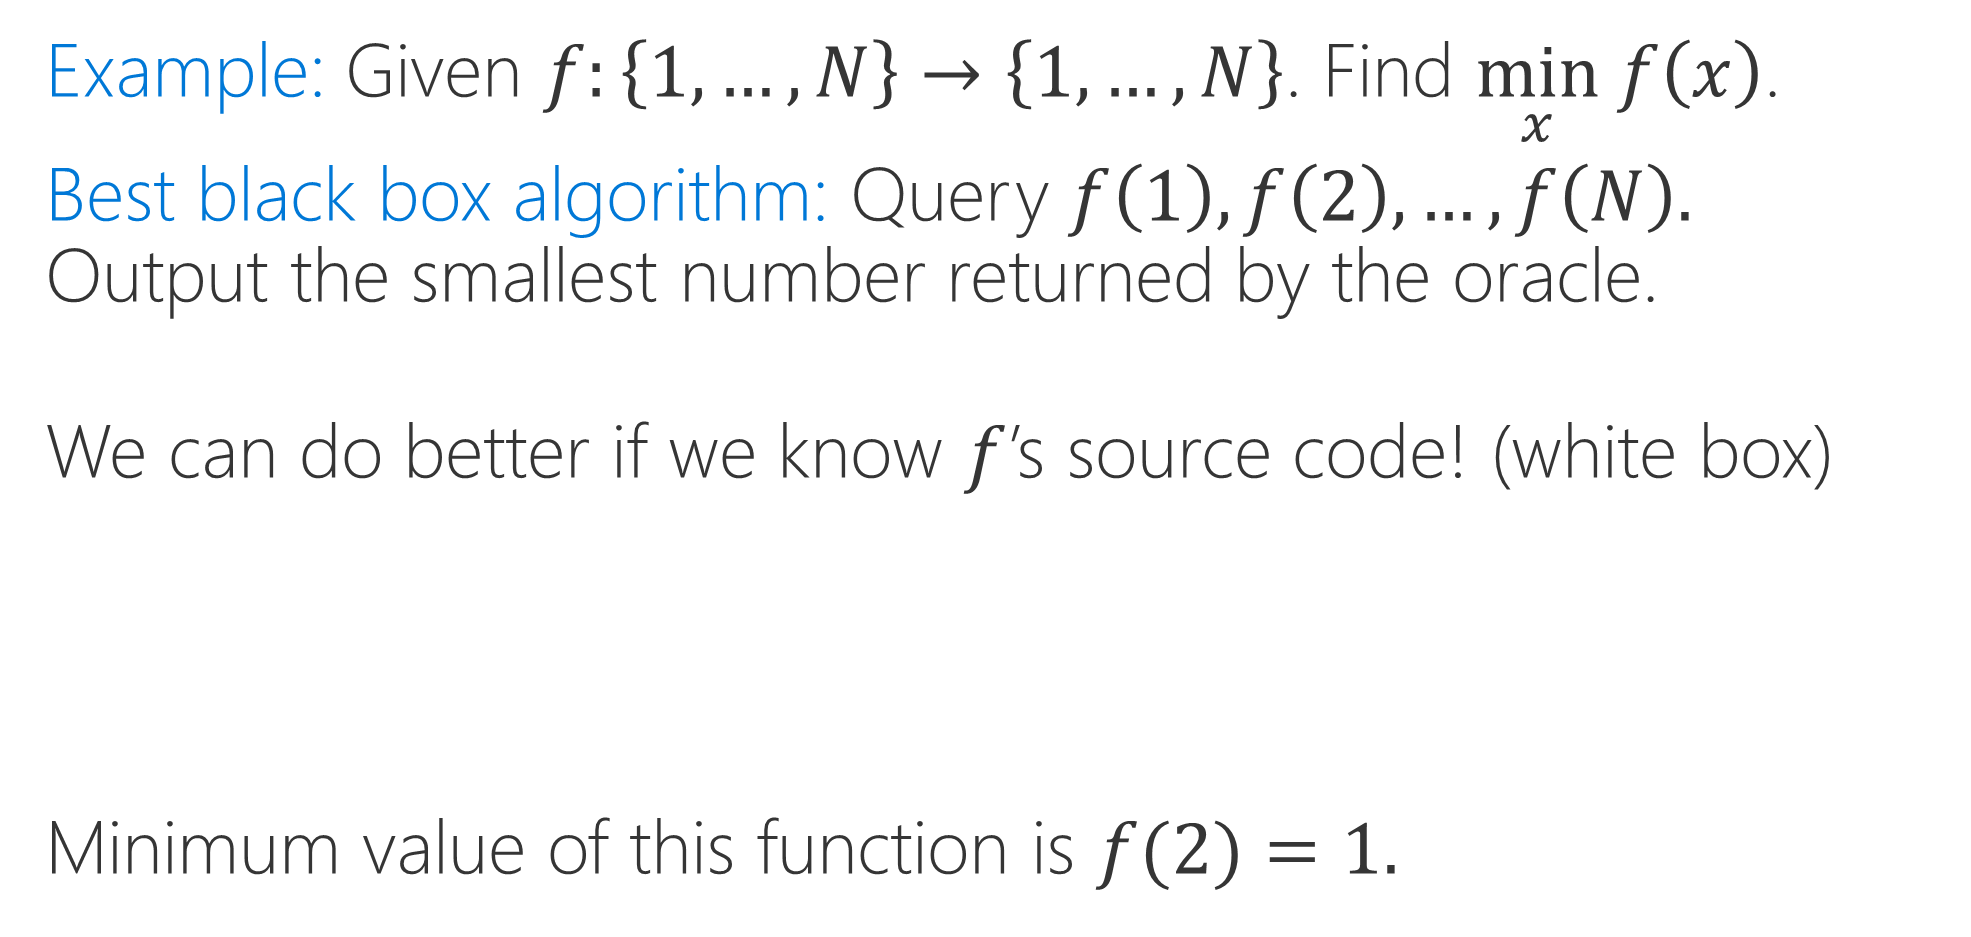 Example: Given f: {1, … , N} → {1, … , N}. Find min f(x).
x
Best black box algorithm: Query f(1), f(2), … , f(N).
Output the smallest number returned by the oracle.
We can do better if we know f's source code! (white box)
Minimum value of this function is f(2) = 1.